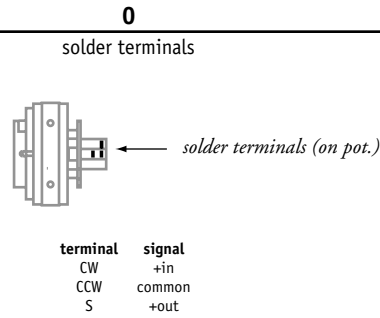 0
solder terminals
solder terminals (on pot.)
terminal signal
CW +in
CCW common
S +out